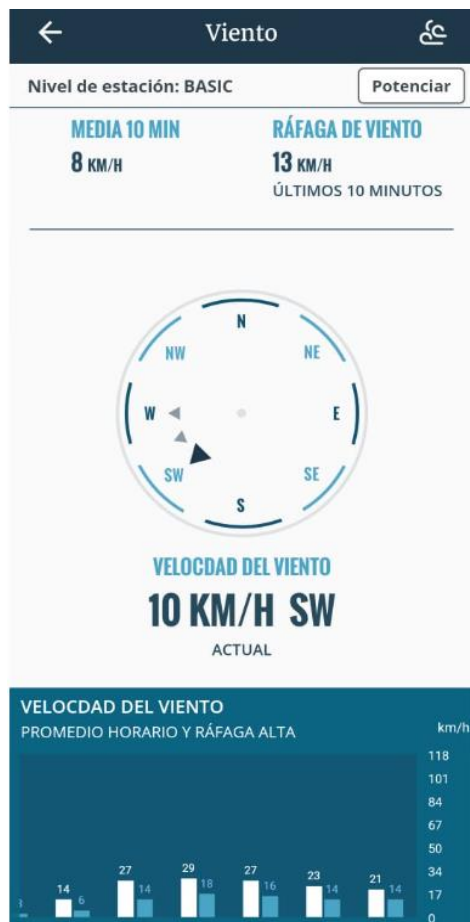 Viento
Nivel de estación: BASIC
Potenciar
MEDIA 10 MIN
8 KM/H
RÁFAGA DE VIENTO
13 KM/H
ÚLTIMOS 10 MINUTOS
N
NW NE
W E
SW SE
S
VELOCDAD DEL VIENTO
10 KM/H SW
ACTUAL
VELOCDAD DEL VIENTO
PROMEDIO HORARIO Y RÁFAGA ALTA
km/h
118
101
84
67
50
34
17
0
14 6 27 14 29 18 27 16 23 14 21 14